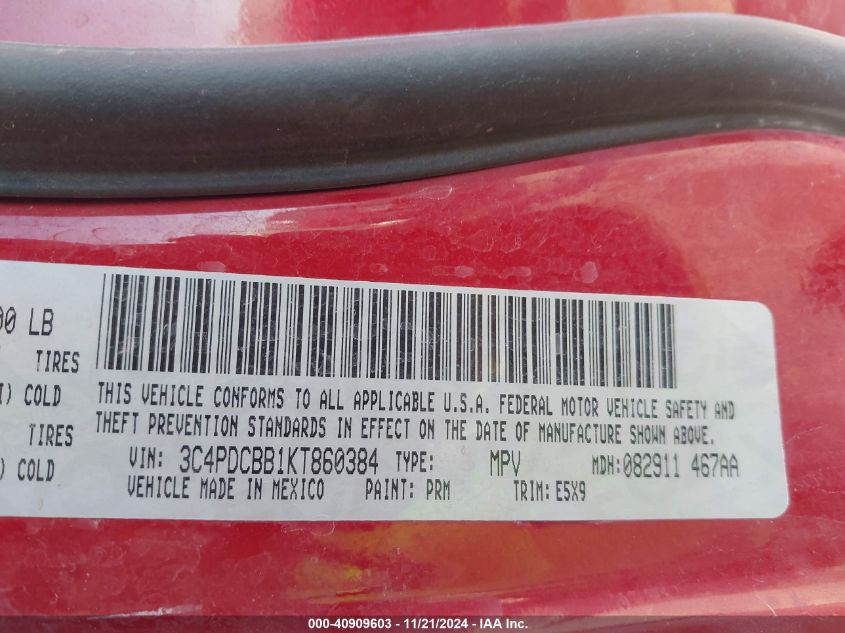 00 LB
TIRES
) COLD
TIRES
) COLD
THIS VEHICLE CONFORMS TO ALL APPLICABLE U.S.A. FEDERAL MOTOR VEHICLE SAFETY AND
THEFT PREVENTION STANDARDS IN EFFECT ON THE DATE OF MANUFACTURE SHOWN ABOVE.
VIN: 3C4PDCBB1KT860384 TYPE: MPV MDH:082911 467AA
VEHICLE MADE IN MEXICO PAINT: PRM TRIM: E5X9
000-40909603 - 11/21/2024 - IAA Inc.